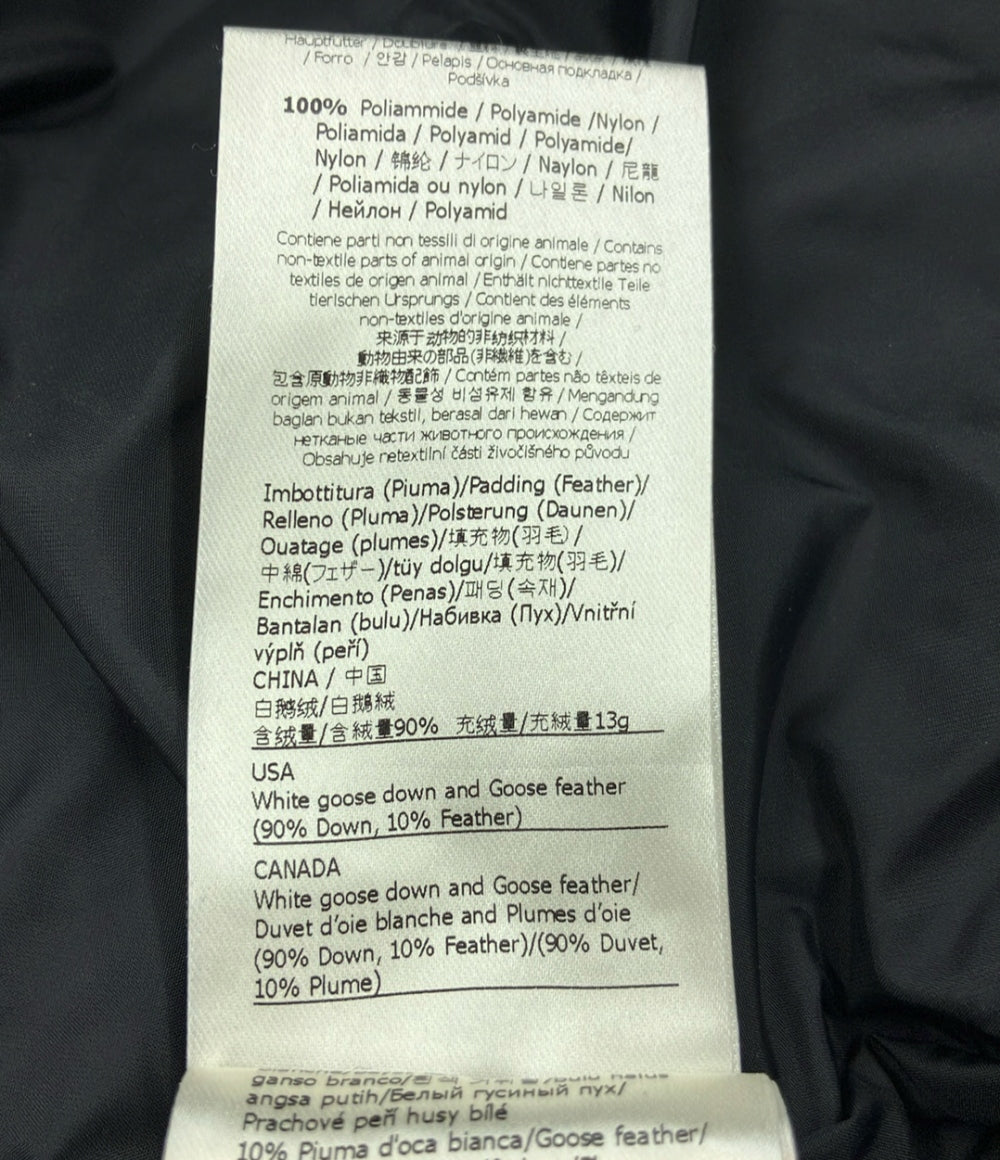 Hauptfutter / Doublure /
/ Forro / 안감 / Pelapis / Основная подкладка /
Podšívka
100% Poliammide / Polyamide /Nylon /
Poliamida / Polyamid / Polyamide/
Nylon / 锦纶 / ナイロン / Naylon / 尼龍
/ Poliamida ou nylon / 나일론 / Nilon
/ Нейлон / Polyamid
Contiene parti non tessili di origine animale / Contains
non-textile parts of animal origin / Contiene partes no
textiles de origen animal / Enthält nichttextile Teile
tierischen Ursprungs / Contient des éléments
non-textiles d'origine animale /
来源于动物的非纺织材料 /
動物由来の部品(非繊維)を含む /
包含原動物非織物配飾 / Contém partes não têxteis de
origem animal / 동물성 비섬유제 함유 / Mengandung
bagian bukan tekstil, berasal dari hewan / Содержит
нетканые части животного происхождения /
Obsahuje netextilní části živočišného původu
Imbottitura (Piuma)/Padding (Feather)/
Relleno (Pluma)/Polsterung (Daunen)/
Ouatage (plumes)/填充物(羽毛)/
中綿(フェザー)/tüy dolgu/填充物(羽毛)/
Enchimento (Penas)/패딩(속재)/
Bantalan (bulu)/Набивка (Пух)/Vnitřní
výplň (peří)
CHINA / 中国
白鹅绒/白鵝絨
含绒量/含絨量90% 充绒量/充絨量13g
USA
White goose down and Goose feather
(90% Down, 10% Feather)
CANADA
White goose down and Goose feather/
Duvet d'oie blanche and Plumes d'oie
(90% Down, 10% Feather)/(90% Duvet,
10% Plume)
ganso branco/
angsa putih/Белый гусиный пух/
Prachové peří husy bílé
10% Piuma d'oca bianca/Goose feather/